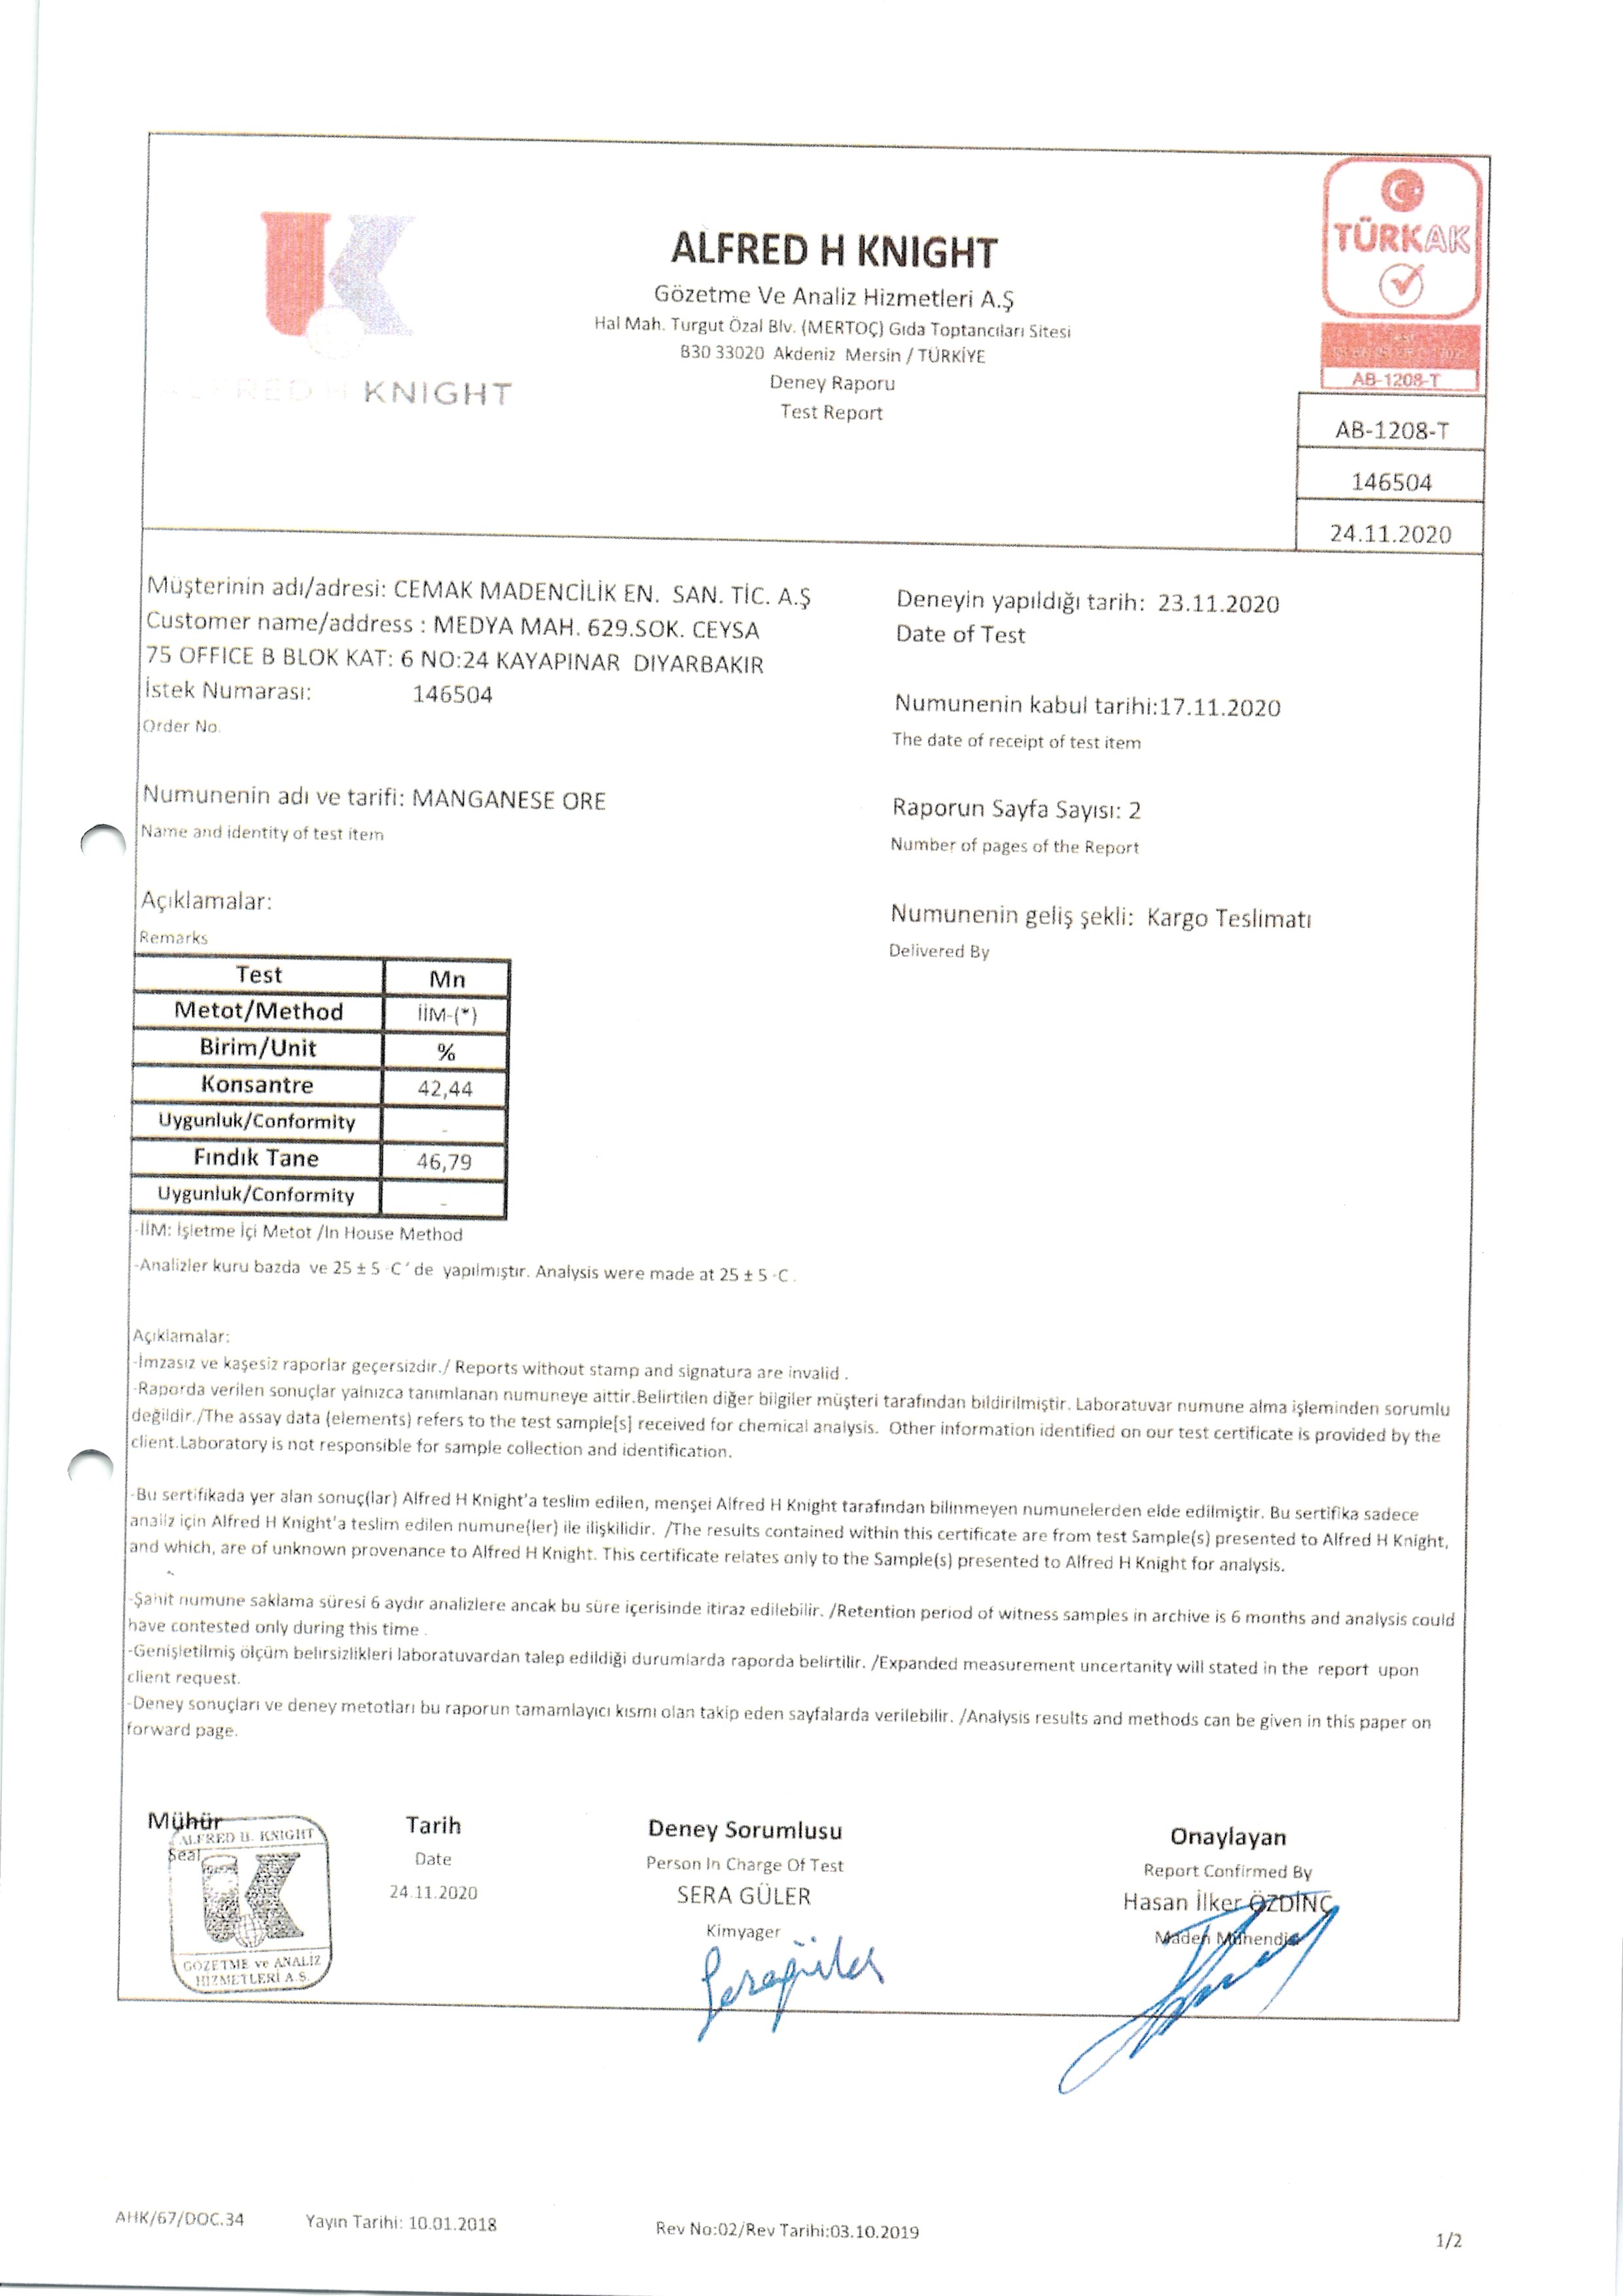 ALFRED H KNIGHT
Gözetme Ve Analiz Hizmetleri A.Ş
Hal Mah. Turgut Özal Blv. (MERTOÇ) Gıda Toptancıları Sitesi
B30 33020 Akdeniz Mersin / TÜRKİYE
Deney Raporu
Test Report
ALFRED H KNIGHT
TÜRKAK
Test
AB-1208-T
AB-1208-T
146504
24.11.2020
Müşterinin adı/adresi: CEMAK MADENCİLİK EN. SAN. TİC. A.Ş
Customer name/address : MEDYA MAH. 629.SOK. CEYSA
75 OFFICE B BLOK KAT: 6 NO:24 KAYAPINAR DIYARBAKIR
İstek Numarası: 146504
Order No.
Deneyin yapıldığı tarih: 23.11.2020
Date of Test
Numunenin kabul tarihi:17.11.2020
The date of receipt of test item
Numunenin adı ve tarifi: MANGANESE ORE
Name and identity of test item
Raporun Sayfa Sayısı: 2
Number of pages of the Report
Açıklamalar:
Remarks
Numunenin geliş şekli: Kargo Teslimatı
Delivered By
Test Mn
Metot/Method İİM-(*)
Birim/Unit %
Konsantre 42,44
Uygunluk/Conformity -
Fındık Tane 46,79
Uygunluk/Conformity -
-İİM: İşletme İçi Metot /In House Method
-Analizler kuru bazda ve 25 ± 5 ◦C ' de yapılmıştır. Analysis were made at 25 ± 5 ◦C .
Açıklamalar:
-İmzasız ve kaşesiz raporlar geçersizdir./ Reports without stamp and signatura are invalid .
-Raporda verilen sonuçlar yalnızca tanımlanan numuneye aittir.Belirtilen diğer bilgiler müşteri tarafından bildirilmiştir. Laboratuvar numune alma işleminden sorumlu
değildir./The assay data (elements) refers to the test sample[s] received for chemical analysis. Other information identified on our test certificate is provided by the
client.Laboratory is not responsible for sample collection and identification.
-Bu sertifikada yer alan sonuç(lar) Alfred H Knight'a teslim edilen, menşei Alfred H Knight tarafından bilinmeyen numunelerden elde edilmiştir. Bu sertifika sadece
analiz için Alfred H Knight'a teslim edilen numune(ler) ile ilişkilidir. /The results contained within this certificate are from test Sample(s) presented to Alfred H Knight,
and which, are of unknown provenance to Alfred H Knight. This certificate relates only to the Sample(s) presented to Alfred H Knight for analysis.
-Şahit numune saklama süresi 6 aydır analizlere ancak bu süre içerisinde itiraz edilebilir. /Retention period of witness samples in archive is 6 months and analysis could
have contested only during this time .
-Genişletilmiş ölçüm belirsizlikleri laboratuvardan talep edildiği durumlarda raporda belirtilir. /Expanded measurement uncertanity will stated in the report upon
client request.
-Deney sonuçları ve deney metotları bu raporun tamamlayıcı kısmı olan takip eden sayfalarda verilebilir. /Analysis results and methods can be given in this paper on
forward page.
Mühür
Seal
ALFRED H. KNIGHT
GÖZETME ve ANALİZ
HİZMETLERİ A.Ş.
Tarih
Date
24.11.2020
Deney Sorumlusu
Person In Charge Of Test
SERA GÜLER
Kimyager
Sera güler
Onaylayan
Report Confirmed By
Hasan İlker ÖZDİNÇ
Maden Mühendisi
AHK/67/DOC.34 Yayın Tarihi: 10.01.2018 Rev No:02/Rev Tarihi:03.10.2019 1/2